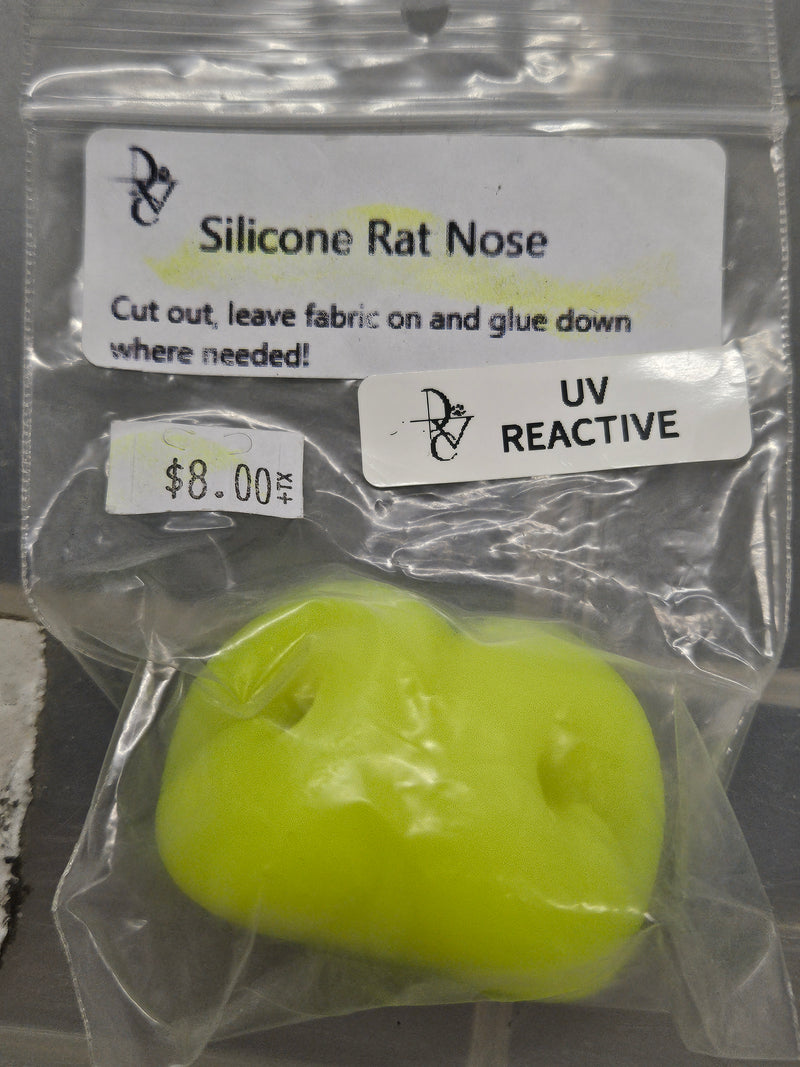 Silicone Rat Nose
Cut out, leave fabric on and glue down
where needed!
UV
REACTIVE
$8.00+TX